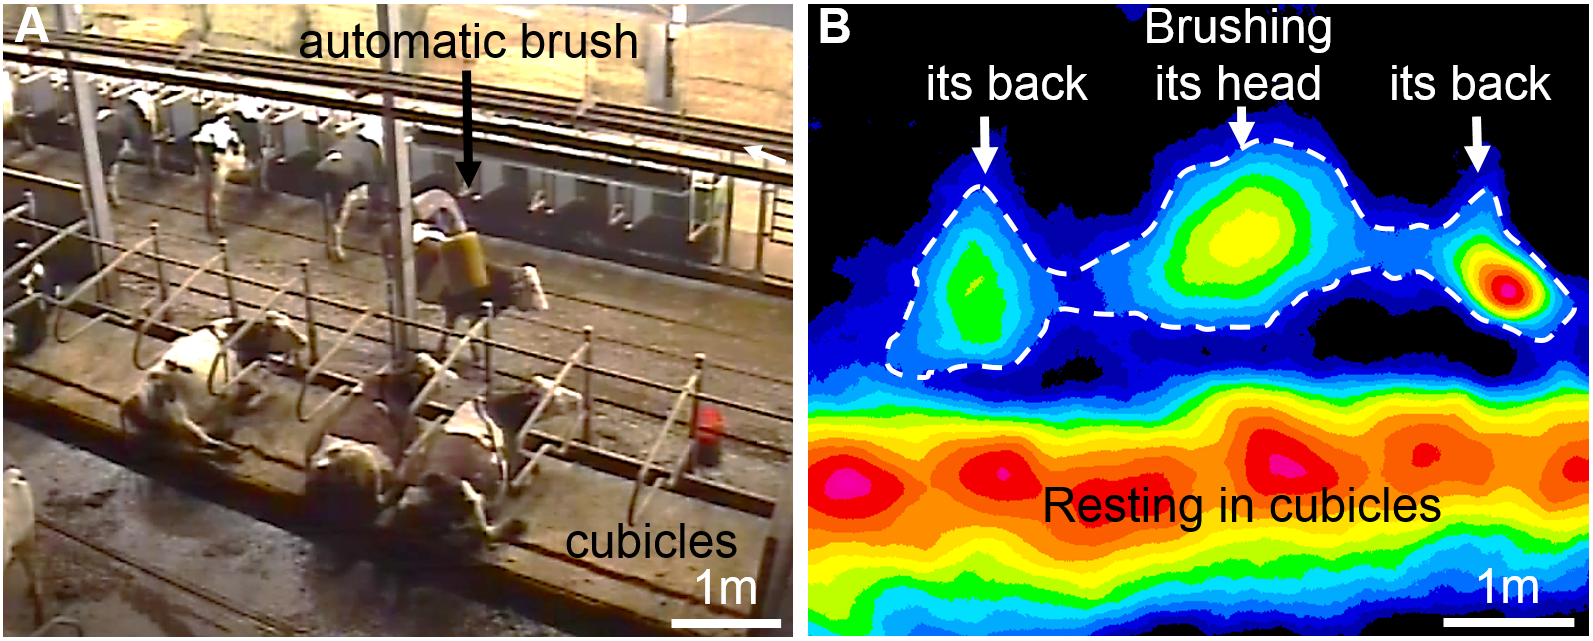 A
automatic brush
cubicles
1m
B
Brushing
its back
its head
its back
Resting in cubicles
1m